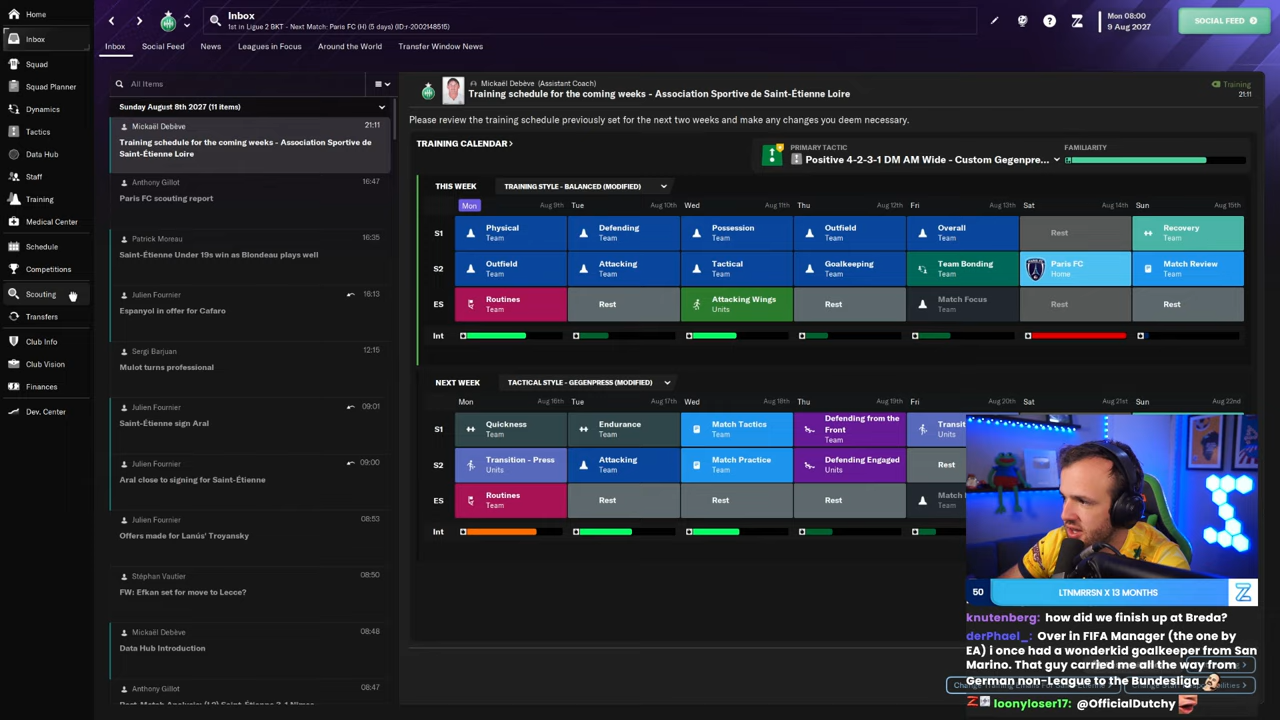 Home
Inbox
Squad
Squad Planner
Dynamics
Tactics
Data Hub
Staff
Training
Medical Center
Schedule
Competitions
Scouting
Transfers
Club Info
Club Vision
Finances
Dev. Center
Inbox
1st in Ligue 2 BKT - Next Match: Paris FC (H) (5 days) (ID:r-2002148515)
Mon 08:00
9 Aug 2027
SOCIAL FEED
Inbox
Social Feed
News
Leagues in Focus
Around the World
Transfer Window News
All Items
Sunday August 8th 2027 (11 items)
Mickaël Debève
21:11
Training schedule for the coming weeks - Association Sportive de
Saint-Étienne Loire
Anthony Gillot
16:47
Paris FC scouting report
Patrick Moreau
16:35
Saint-Étienne Under 19s win as Blondeau plays well
Julien Fournier
16:13
Espanyol in offer for Cafaro
Sergi Barjuan
12:15
Mulot turns professional
Julien Fournier
09:01
Saint-Étienne sign Aral
Julien Fournier
09:00
Aral close to signing for Saint-Étienne
Julien Fournier
08:53
Offers made for Lanús' Troyansky
Stéphan Vautier
08:50
FW: Efkan set for move to Lecce?
Mickaël Debève
08:48
Data Hub Introduction
Anthony Gillot
08:47
Mickaël Debève (Assistant Coach)
Training schedule for the coming weeks - Association Sportive de Saint-Étienne Loire
Training
21:11
Please review the training schedule previously set for the next two weeks and make any changes you deem necessary.
TRAINING CALENDAR
PRIMARY TACTIC
Positive 4-2-3-1 DM AM Wide - Custom Gegenpre...
FAMILIARITY
THIS WEEK
TRAINING STYLE - BALANCED (MODIFIED)
Mon Aug 9th Tue Aug 10th Wed Aug 11th Thu Aug 12th Fri Aug 13th Sat Aug 14th Sun Aug 15th
S1
Physical Team
Defending Team
Possession Team
Outfield Team
Overall Team
Rest
Recovery Team
S2
Outfield Team
Attacking Team
Tactical Team
Goalkeeping Team
Team Bonding Team
Paris FC Home
Match Review Team
ES
Routines Team
Rest
Attacking Wings Units
Rest
Match Focus Team
Rest
Rest
Int
NEXT WEEK
TACTICAL STYLE - GEGENPRESS (MODIFIED)
Mon Aug 16th Tue Aug 17th Wed Aug 18th Thu Aug 19th Fri Aug 20th Sat Aug 21st Sun Aug 22nd
S1
Quickness Team
Endurance Team
Match Tactics Team
Defending from the Front Team
Units
S2
Transition - Press Units
Attacking Team
Match Practice Team
Defending Engaged Units
Rest
ES
Routines Team
Rest
Rest
Rest
Team
Int
50
LTNMRRSN X 13 MONTHS
knutenberg: how did we finish up at Breda?
derPhael_: Over in FIFA Manager (the one by
EA) i once had a wonderkid goalkeeper from San
Marino. That guy carried me all the way from
German non-League to the Bundesliga
loonyloser17: @OfficialDutchy